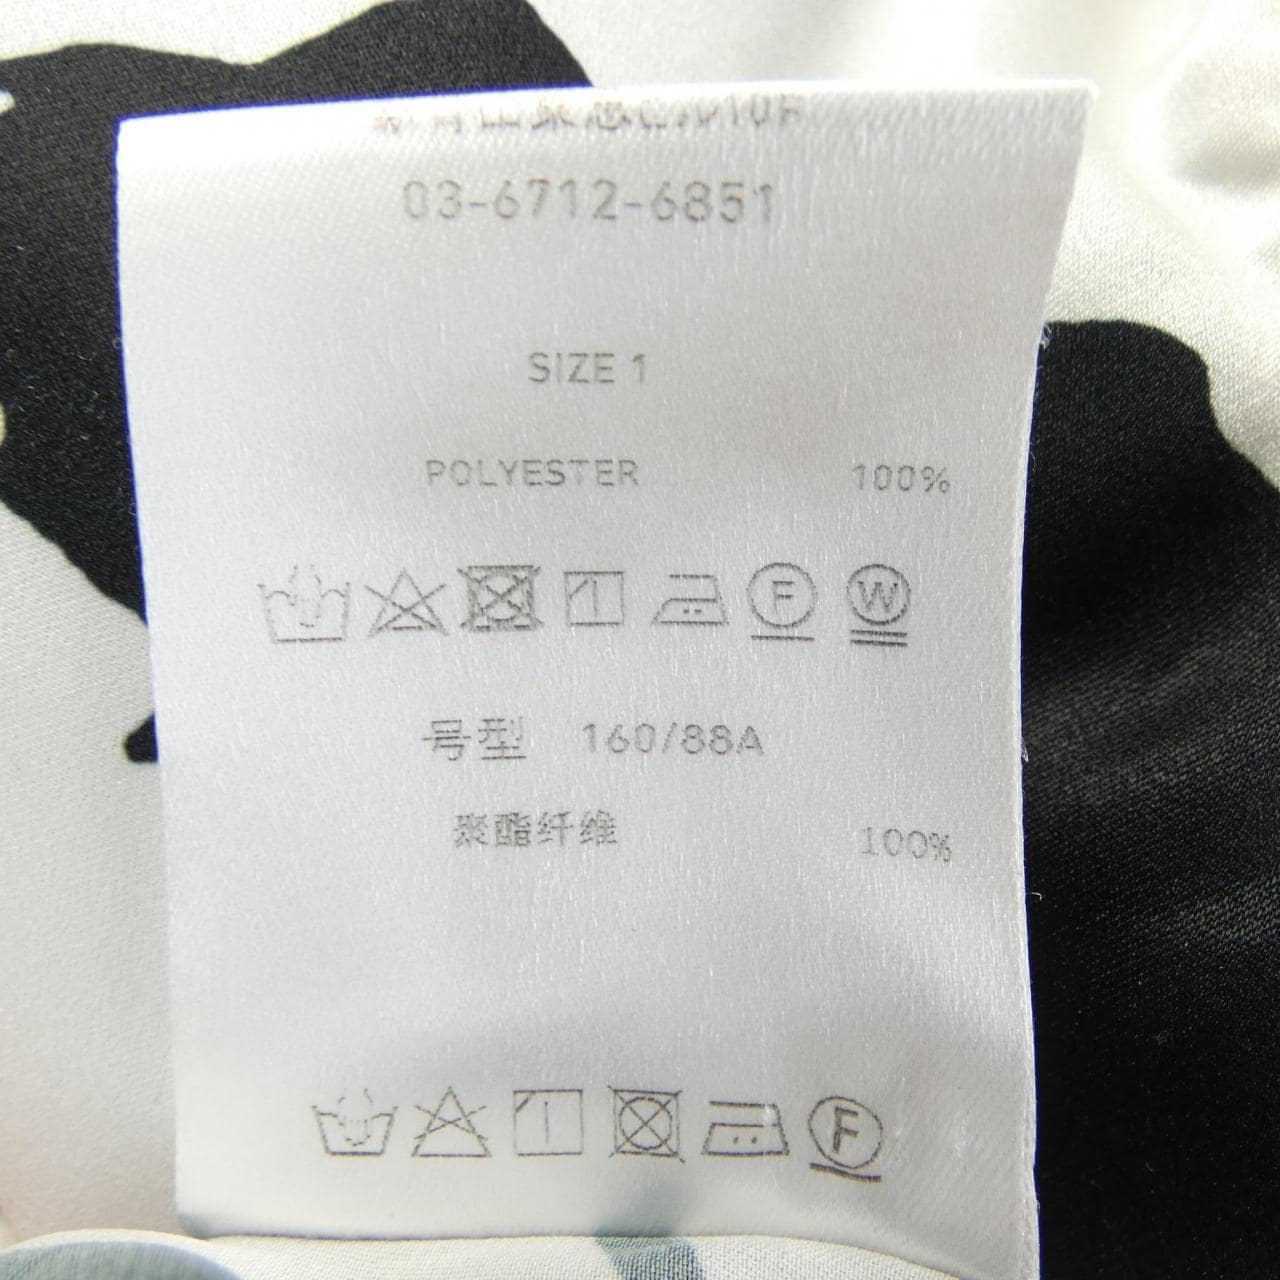 03-6712-6851
SIZE 1
POLYESTER 100%
F W
号型 160/88A
聚酯纤维 100%
F